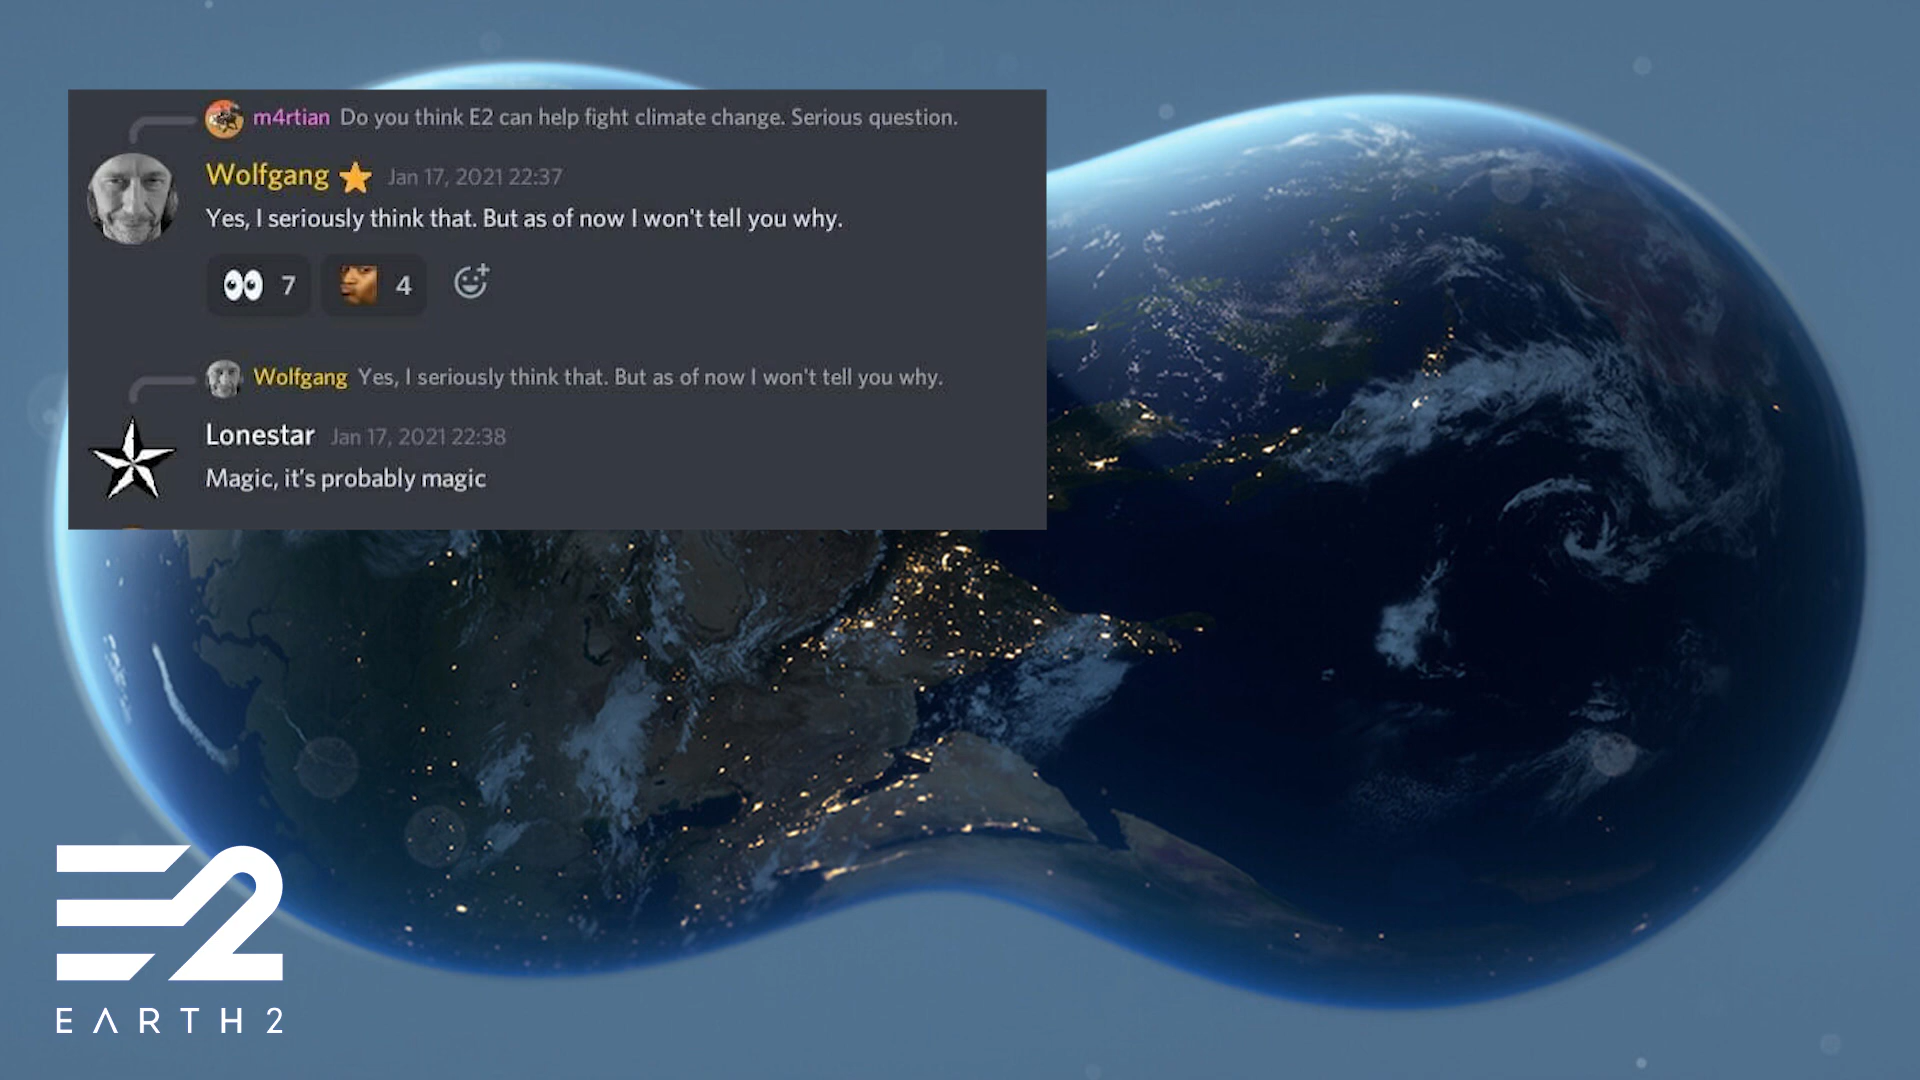 m4rtian Do you think E2 can help fight climate change. Serious question.
Wolfgang Jan 17, 2021 22:37
Yes, I seriously think that. But as of now I won't tell you why.
7 4
Wolfgang Yes, I seriously think that. But as of now I won't tell you why.
Lonestar Jan 17, 2021 22:38
Magic, it's probably magic
E2
EARTH 2